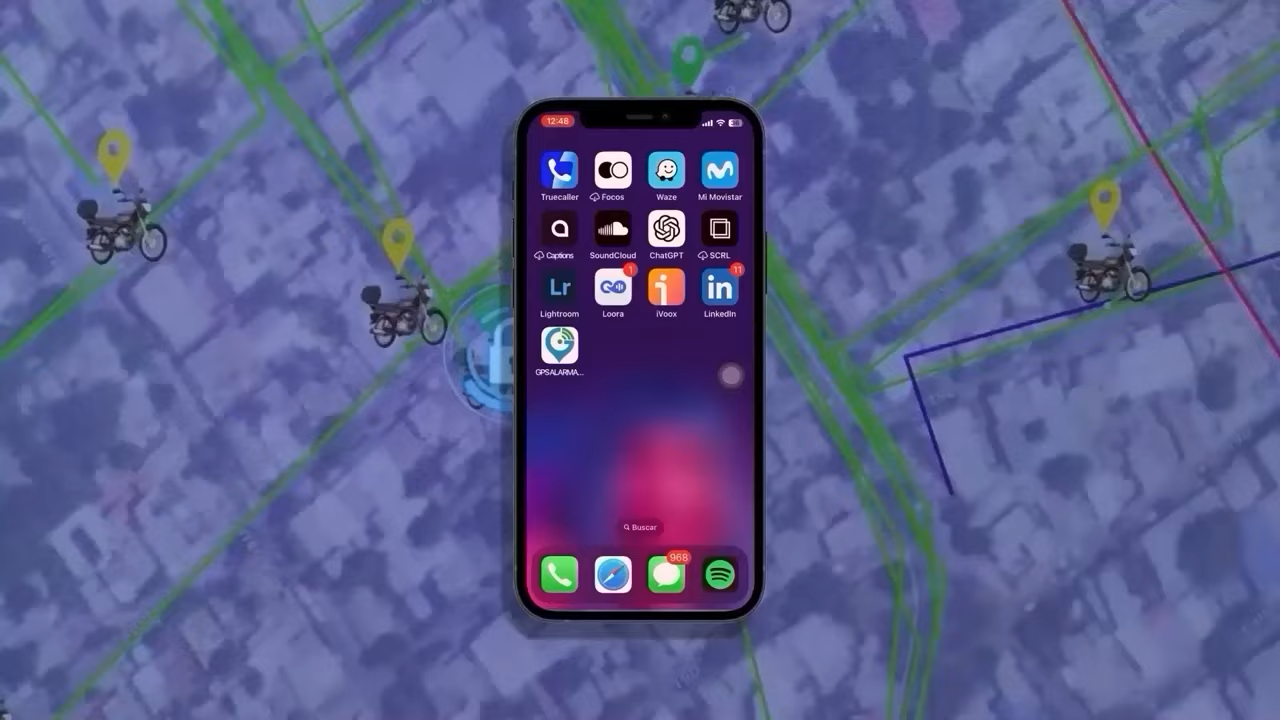 12:48
Truecaller
Focos
Waze
Mi Movistar
Captions
SoundCloud
ChatGPT
SCRL
Lr
1
11
in
Lightroom
Loora
iVoox
LinkedIn
GPSALARMA...
Buscar
968